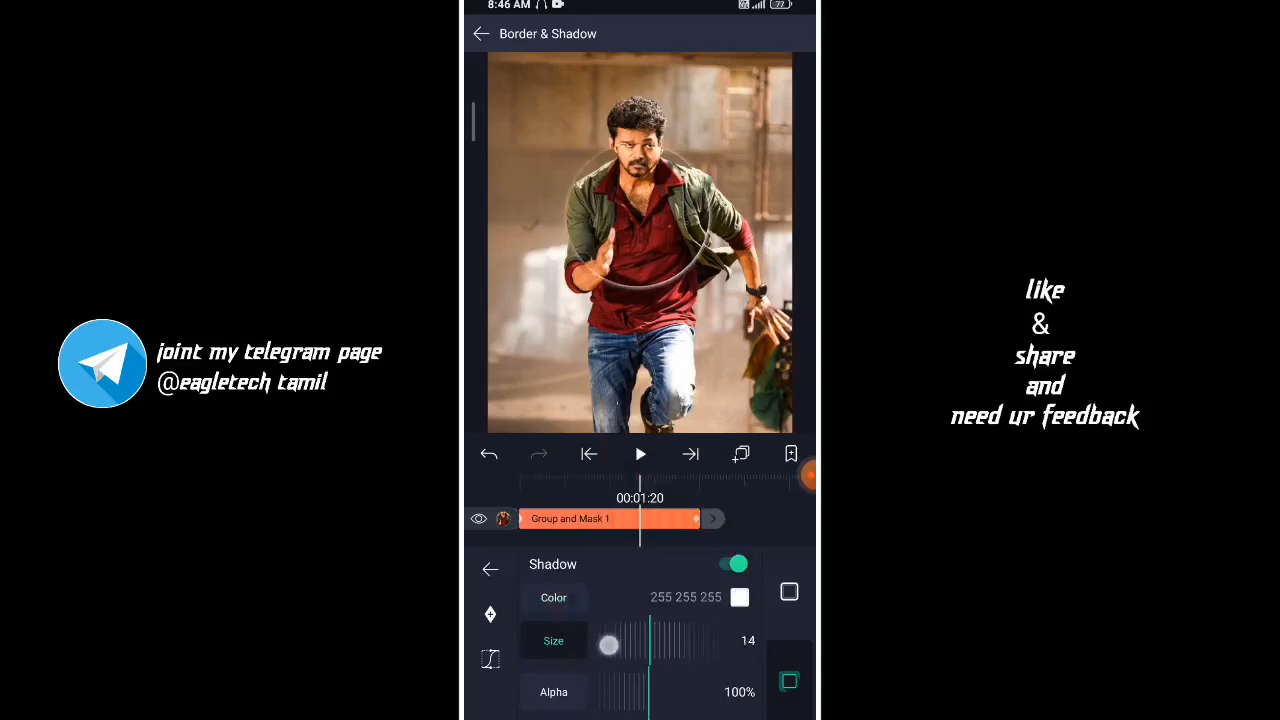 8:46 AM
77
Border & Shadow
joint my telegram page
@eagletech tamil
like
&
share
and
need ur feedback
00:01:20
Group and Mask 1
Shadow
Color 255 255 255
Size 14
Alpha 100%